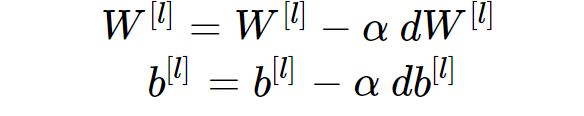 W^[l] = W^[l] − α dW^[l]
b^[l] = b^[l] − α db^[l]